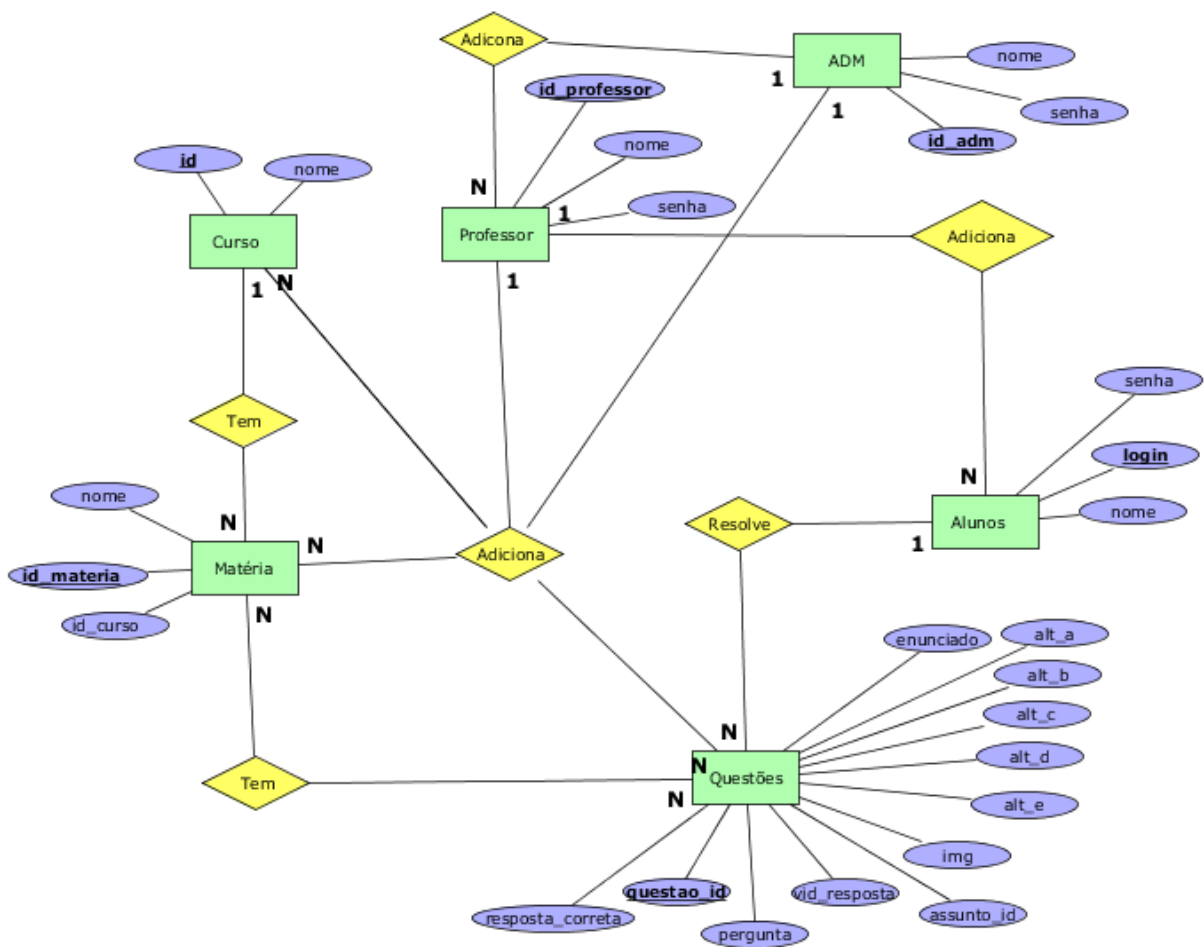 Adicona
ADM
nome
1
1
senha
id_adm
id_professor
nome
senha
N
1
Professor
1
Adiciona
id
nome
Curso
1
N
Tem
N
nome
Matéria
N
id_materia
id_curso
N
Adiciona
senha
login
nome
N
Alunos
1
Resolve
N
Tem
N
N
Questões
enunciado
alt_a
alt_b
alt_c
alt_d
alt_e
img
assunto_id
vid_resposta
pergunta
questao_id
resposta_correta